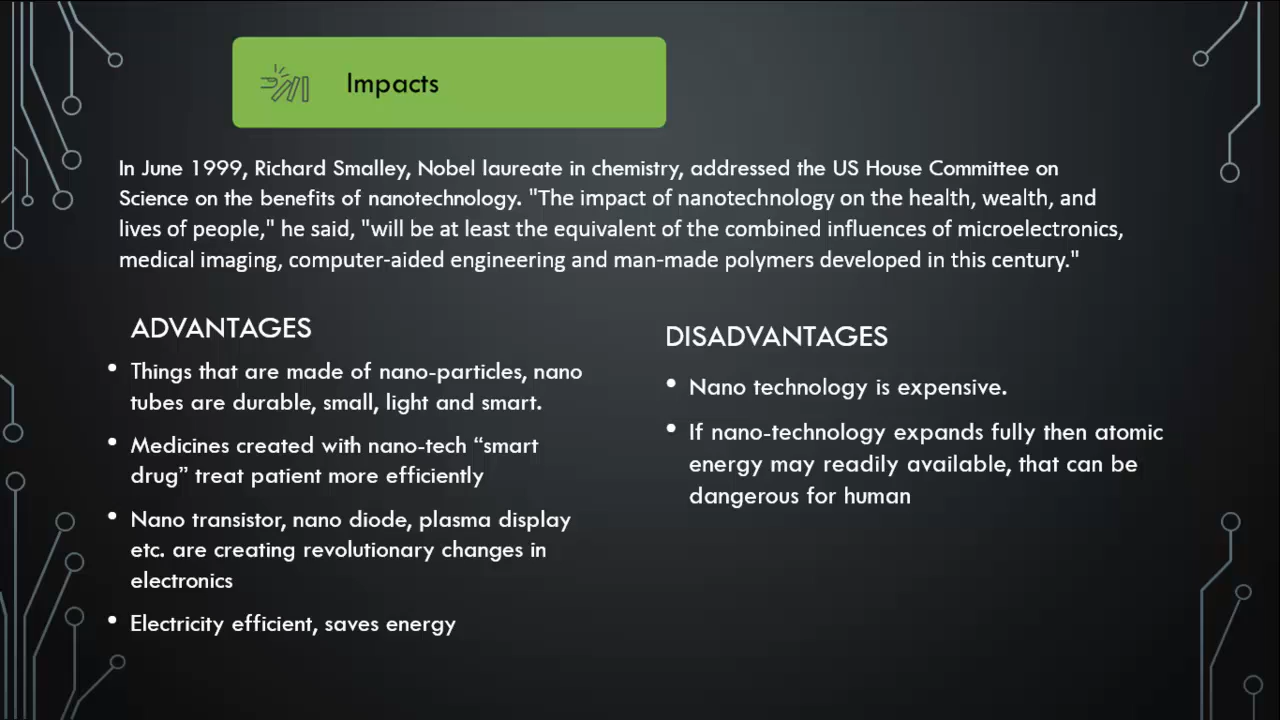 Impacts
In June 1999, Richard Smalley, Nobel laureate in chemistry, addressed the US House Committee on
Science on the benefits of nanotechnology. "The impact of nanotechnology on the health, wealth, and
lives of people," he said, "will be at least the equivalent of the combined influences of microelectronics,
medical imaging, computer-aided engineering and man-made polymers developed in this century."
ADVANTAGES
• Things that are made of nano-particles, nano
tubes are durable, small, light and smart.
• Medicines created with nano-tech “smart
drug” treat patient more efficiently
• Nano transistor, nano diode, plasma display
etc. are creating revolutionary changes in
electronics
• Electricity efficient, saves energy
DISADVANTAGES
• Nano technology is expensive.
• If nano-technology expands fully then atomic
energy may readily available, that can be
dangerous for human